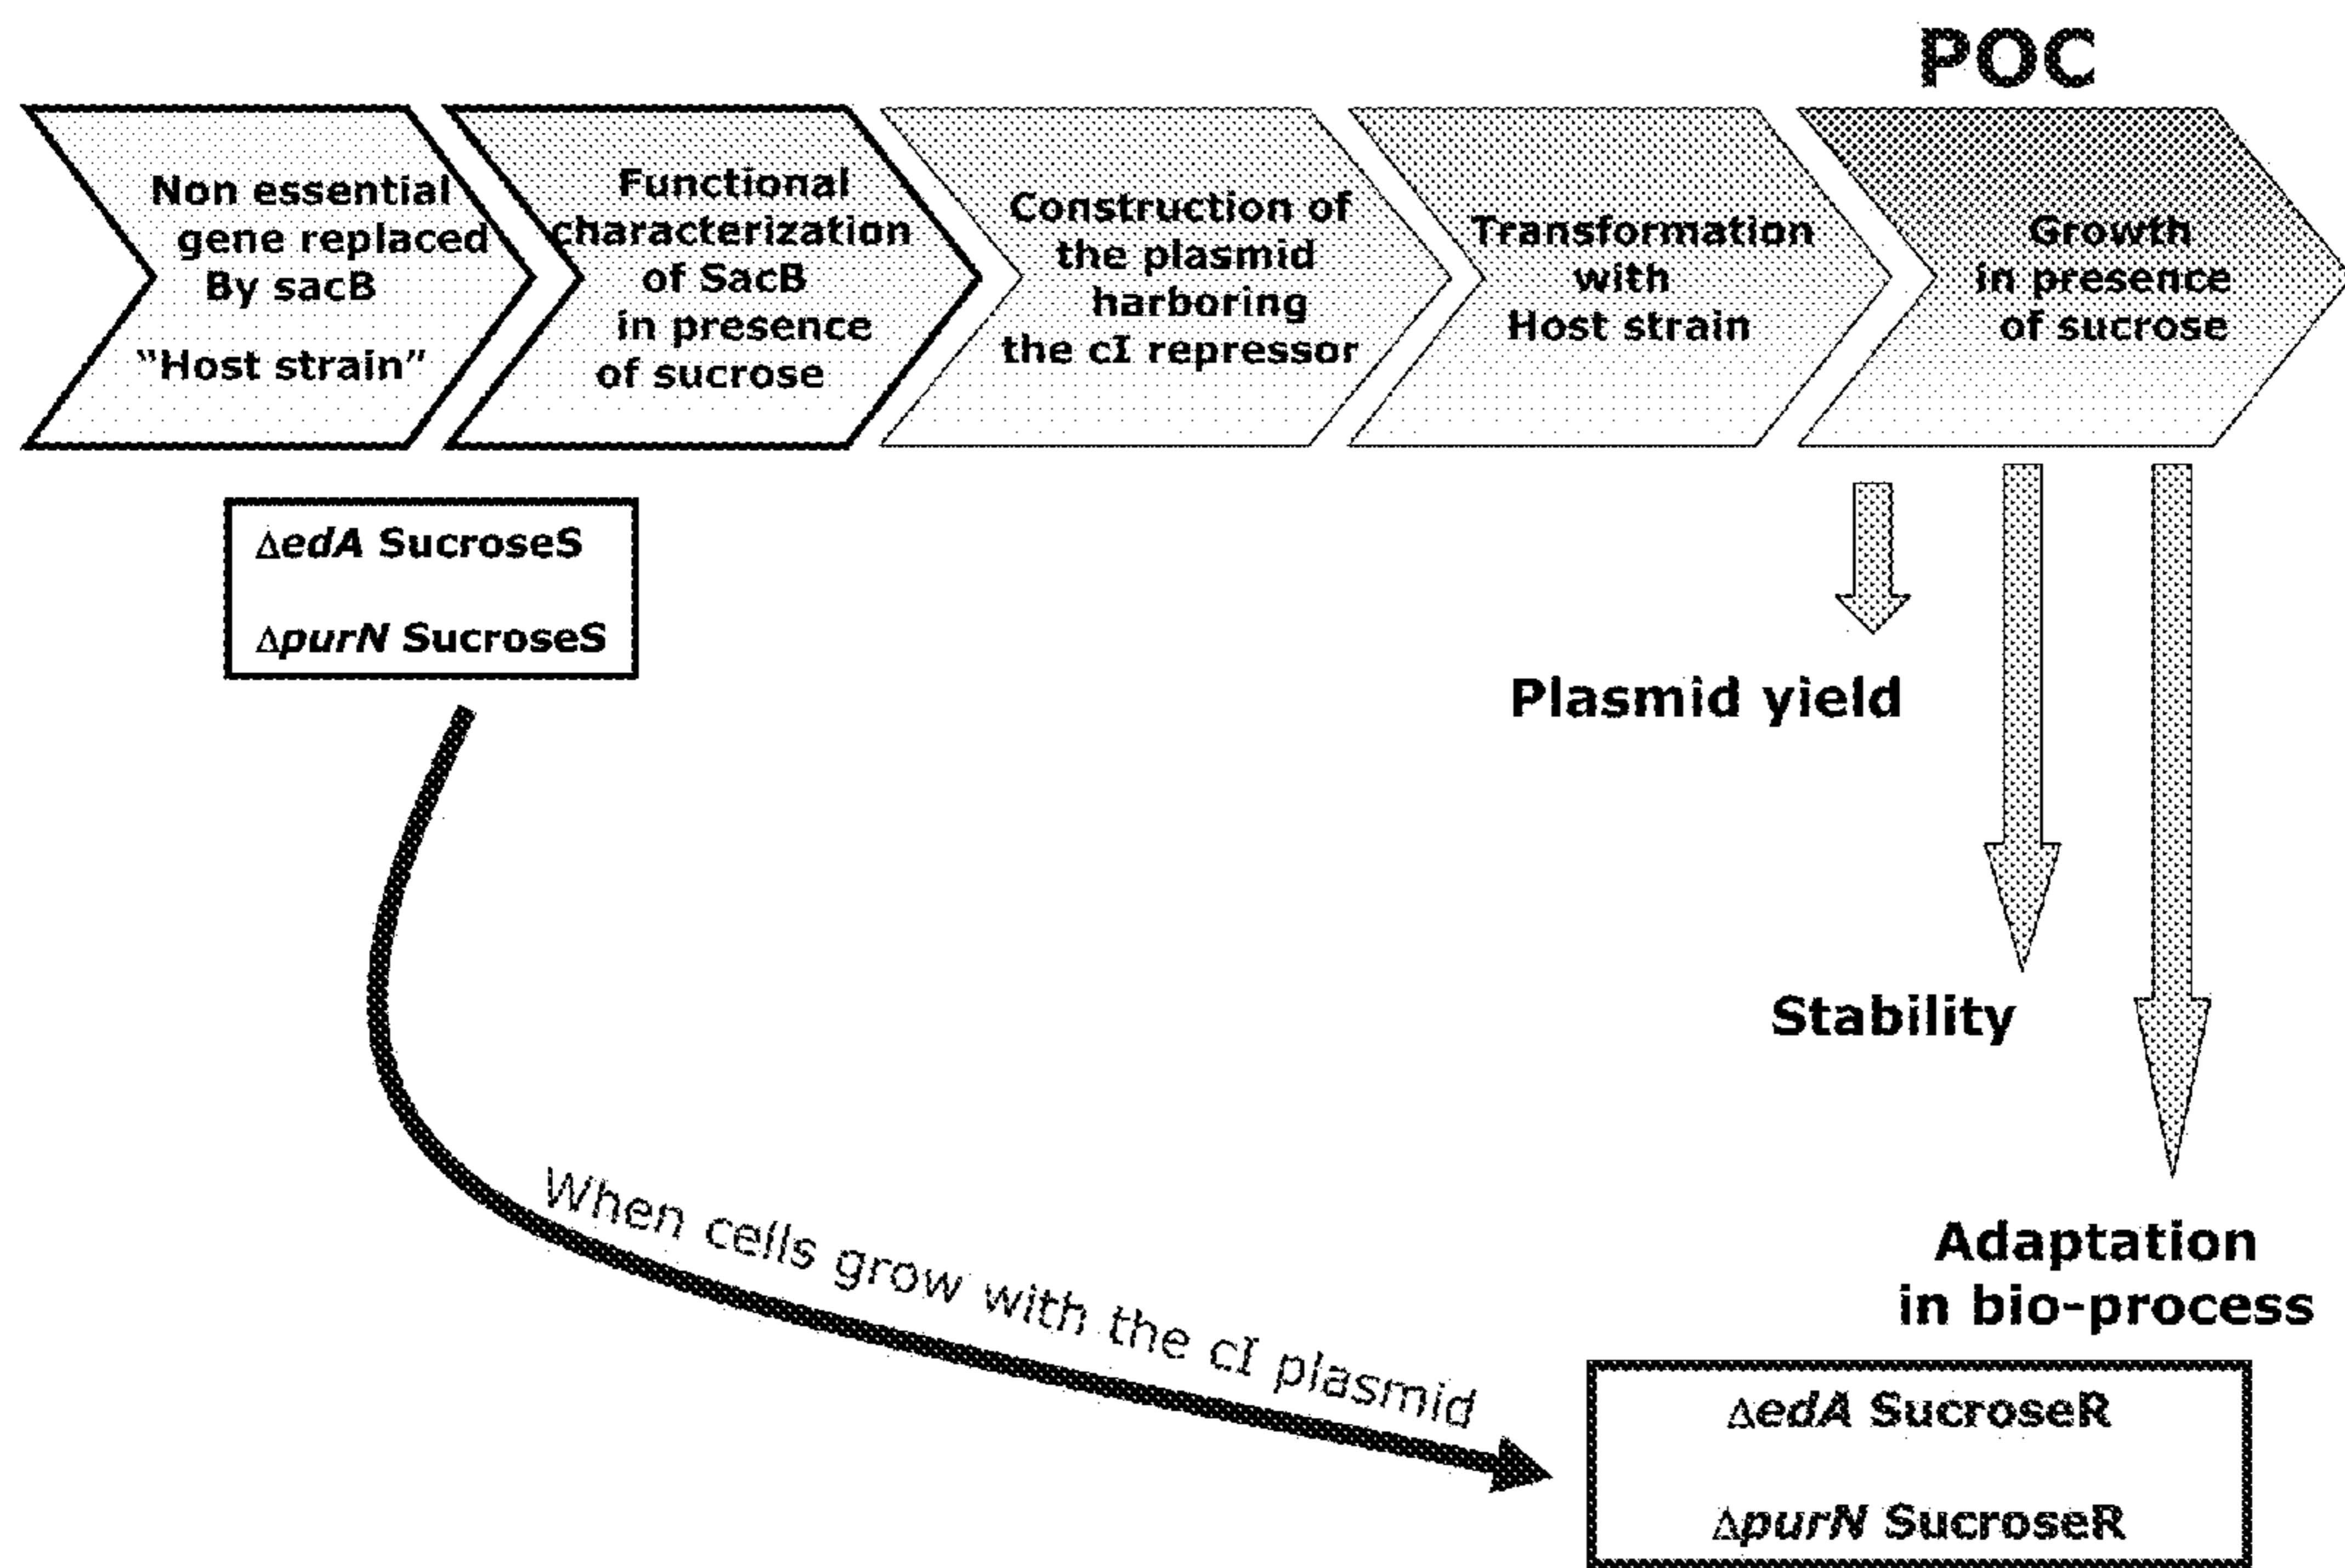 POC
Non essential
gene replaced
By sacB
"Host strain"
Functional
characterization
of SacB
in presence
of sucrose
Construction of
the plasmid
harboring
the cI repressor
Transformation
with
Host strain
Growth
in presence
of sucrose
ΔedA SucroseS
ΔpurN SucroseS
Plasmid yield
Stability
Adaptation
in bio-process
When cells grow with the cI plasmid
ΔedA SucroseR
ΔpurN SucroseR